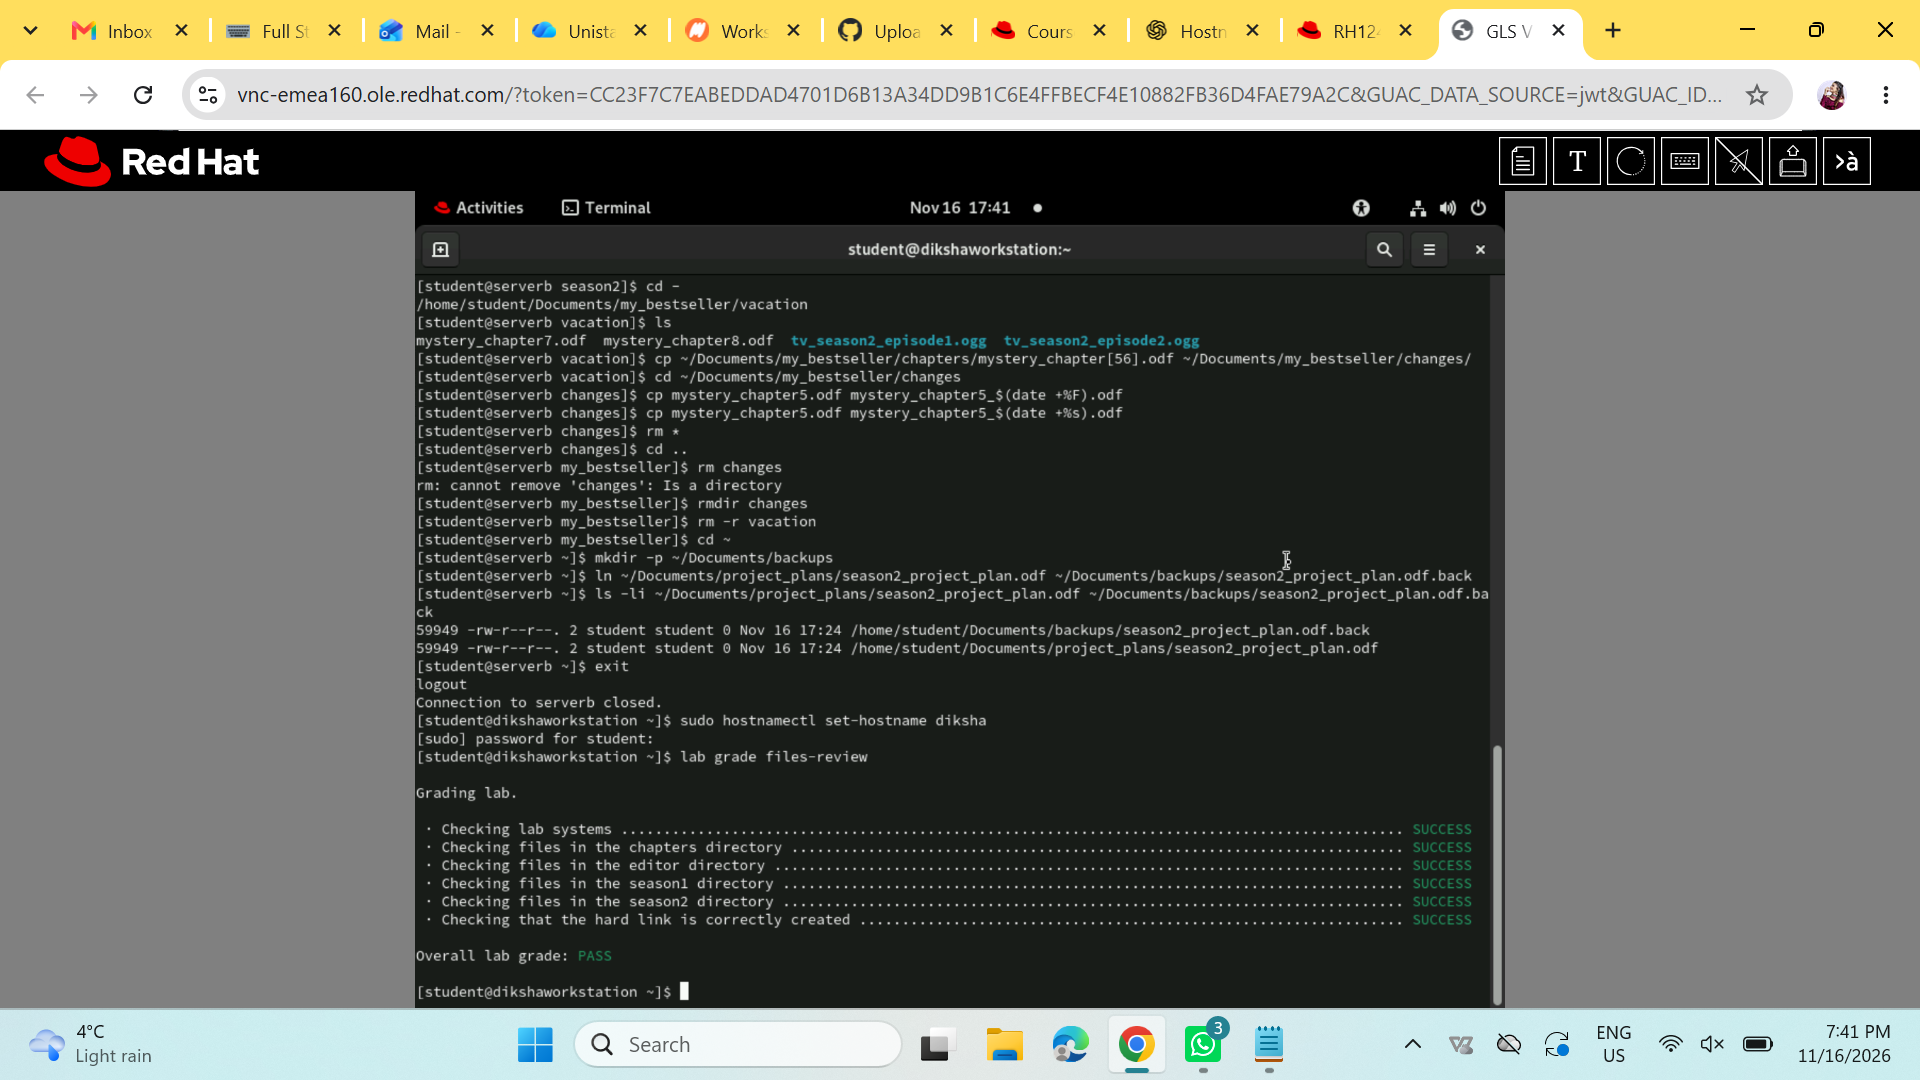 Inbox
Full St
Mail -
Unista
Works
Uploa
Cours
Hostn
RH124
GLS V
vnc-emea160.ole.redhat.com/?token=CC23F7C7EABEDDAD4701D6B13A34DD9B1C6E4FFBECF4E10882FB36D4FAE79A2C&GUAC_DATA_SOURCE=jwt&GUAC_ID...
Red Hat
T
>à
Activities
Terminal
Nov 16 17:41
student@dikshaworkstation:~
[student@serverb season2]$ cd -
/home/student/Documents/my_bestseller/vacation
[student@serverb vacation]$ ls
mystery_chapter7.odf  mystery_chapter8.odf  tv_season2_episode1.ogg  tv_season2_episode2.ogg
[student@serverb vacation]$ cp ~/Documents/my_bestseller/chapters/mystery_chapter[56].odf ~/Documents/my_bestseller/changes/
[student@serverb vacation]$ cd ~/Documents/my_bestseller/changes
[student@serverb changes]$ cp mystery_chapter5.odf mystery_chapter5_$(date +%F).odf
[student@serverb changes]$ cp mystery_chapter5.odf mystery_chapter5_$(date +%s).odf
[student@serverb changes]$ rm *
[student@serverb changes]$ cd ..
[student@serverb my_bestseller]$ rm changes
rm: cannot remove 'changes': Is a directory
[student@serverb my_bestseller]$ rmdir changes
[student@serverb my_bestseller]$ rm -r vacation
[student@serverb my_bestseller]$ cd ~
[student@serverb ~]$ mkdir -p ~/Documents/backups
[student@serverb ~]$ ln ~/Documents/project_plans/season2_project_plan.odf ~/Documents/backups/season2_project_plan.odf.back
[student@serverb ~]$ ls -li ~/Documents/project_plans/season2_project_plan.odf ~/Documents/backups/season2_project_plan.odf.ba
ck
59949 -rw-r--r--. 2 student student 0 Nov 16 17:24 /home/student/Documents/backups/season2_project_plan.odf.back
59949 -rw-r--r--. 2 student student 0 Nov 16 17:24 /home/student/Documents/project_plans/season2_project_plan.odf
[student@serverb ~]$ exit
logout
Connection to serverb closed.
[student@dikshaworkstation ~]$ sudo hostnamectl set-hostname diksha
[sudo] password for student:
[student@dikshaworkstation ~]$ lab grade files-review
Grading lab.
· Checking lab systems ............................................................................................ SUCCESS
· Checking files in the chapters directory ........................................................................ SUCCESS
· Checking files in the editor directory .......................................................................... SUCCESS
· Checking files in the season1 directory ......................................................................... SUCCESS
· Checking files in the season2 directory ......................................................................... SUCCESS
· Checking that the hard link is correctly created ................................................................ SUCCESS
Overall lab grade: PASS
[student@dikshaworkstation ~]$
4°C
Light rain
Search
3
ENG
US
7:41 PM
11/16/2026